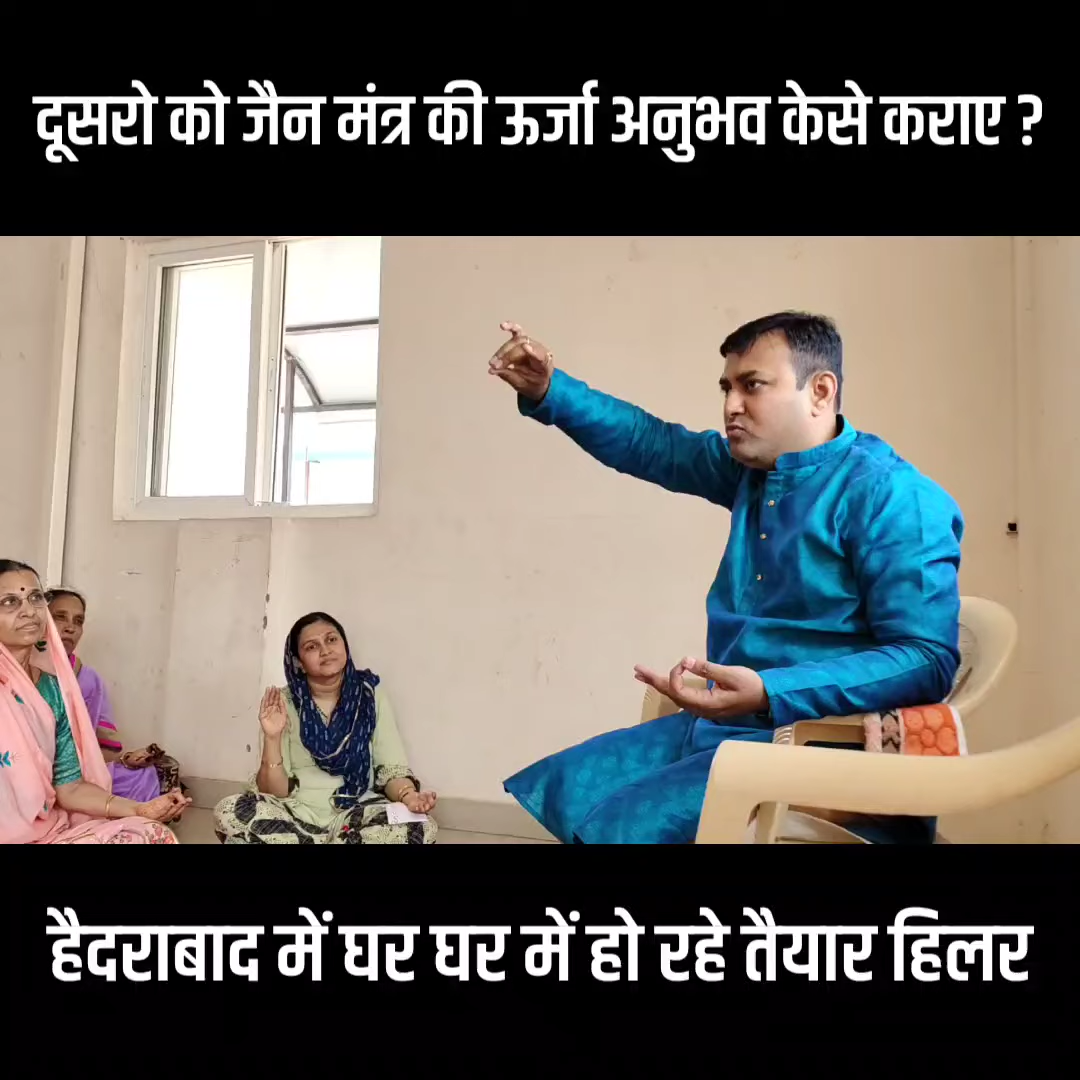 दूसरो को जैन मंत्र की ऊर्जा अनुभव केसे कराए ?
हैदराबाद में घर घर में हो रहे तैयार हिलर